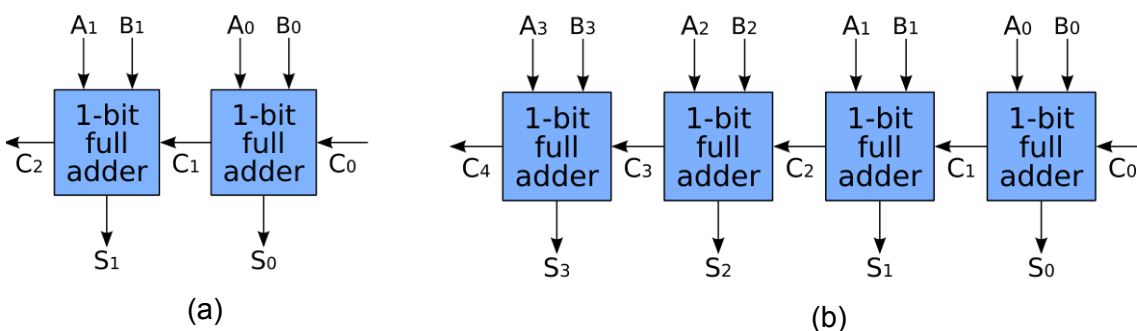 A1 B1 A0 B0
1-bit full adder
1-bit full adder
C2 C1 C0
S1 S0
(a)
A3 B3 A2 B2 A1 B1 A0 B0
1-bit full adder
1-bit full adder
1-bit full adder
1-bit full adder
C4 C3 C2 C1 C0
S3 S2 S1 S0
(b)